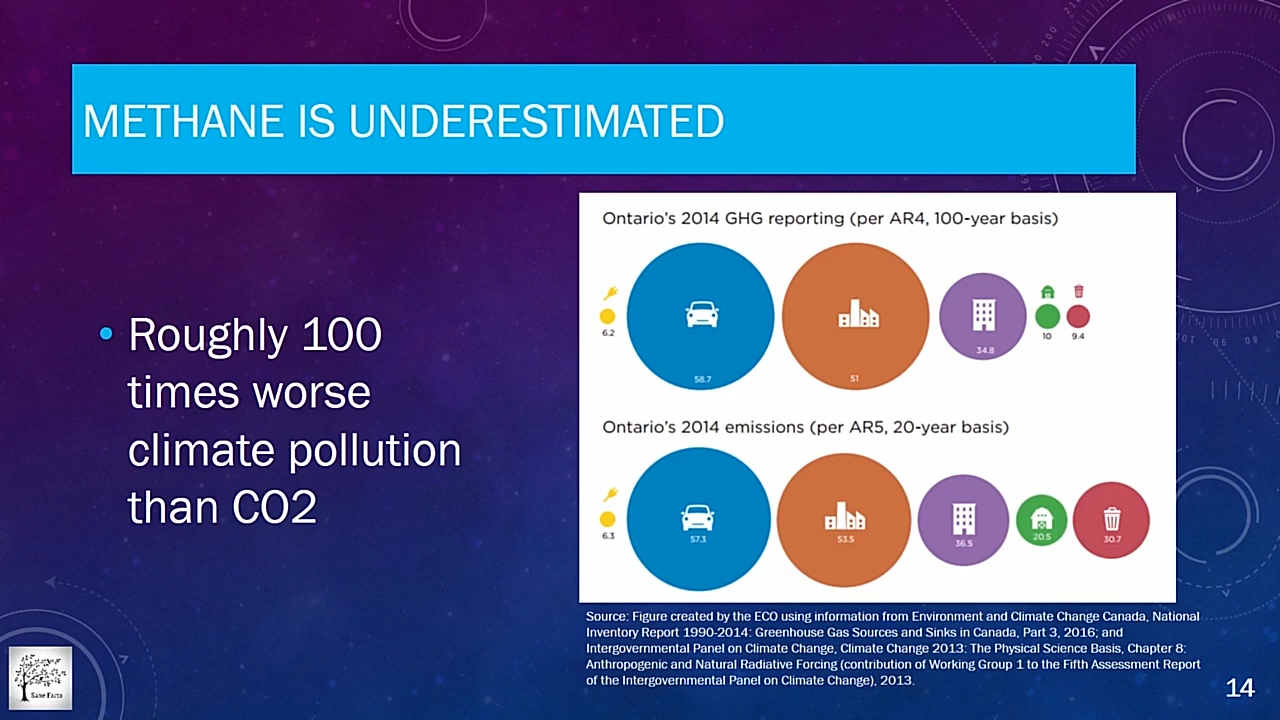 METHANE IS UNDERESTIMATED
• Roughly 100
times worse
climate pollution
than CO2
Ontario's 2014 GHG reporting (per AR4, 100-year basis)
6.2
58.7
51
34.8
10
9.4
Ontario's 2014 emissions (per AR5, 20-year basis)
6.3
57.3
53.5
36.5
20.5
30.7
Source: Figure created by the ECO using information from Environment and Climate Change Canada, National
Inventory Report 1990-2014: Greenhouse Gas Sources and Sinks in Canada, Part 3, 2016; and
Intergovernmental Panel on Climate Change, Climate Change 2013: The Physical Science Basis, Chapter 8:
Anthropogenic and Natural Radiative Forcing (contribution of Working Group 1 to the Fifth Assessment Report
of the Intergovernmental Panel on Climate Change), 2013.
Sane Facts
14